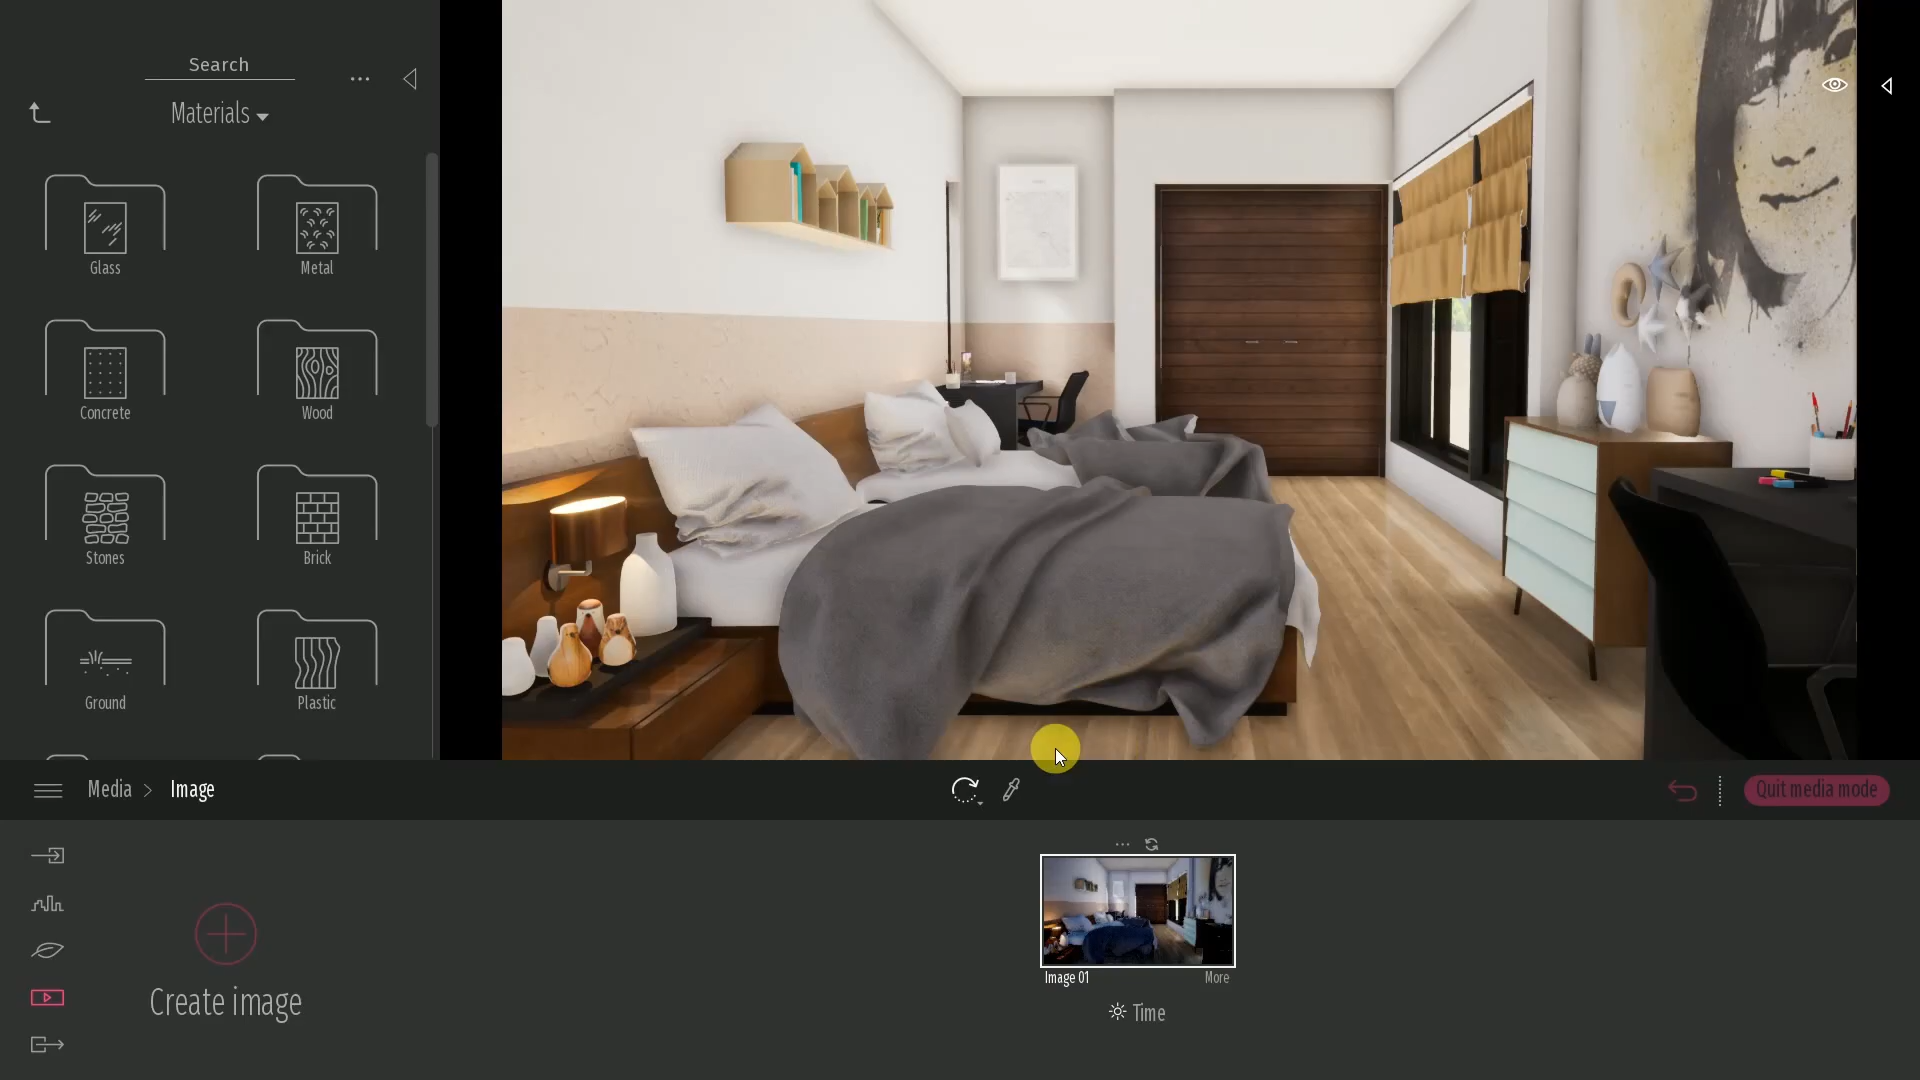 Search
Materials
Glass
Metal
Concrete
Wood
Stones
Brick
Ground
Plastic
Media > Image
Quit media mode
Create image
Image 01
More
Time